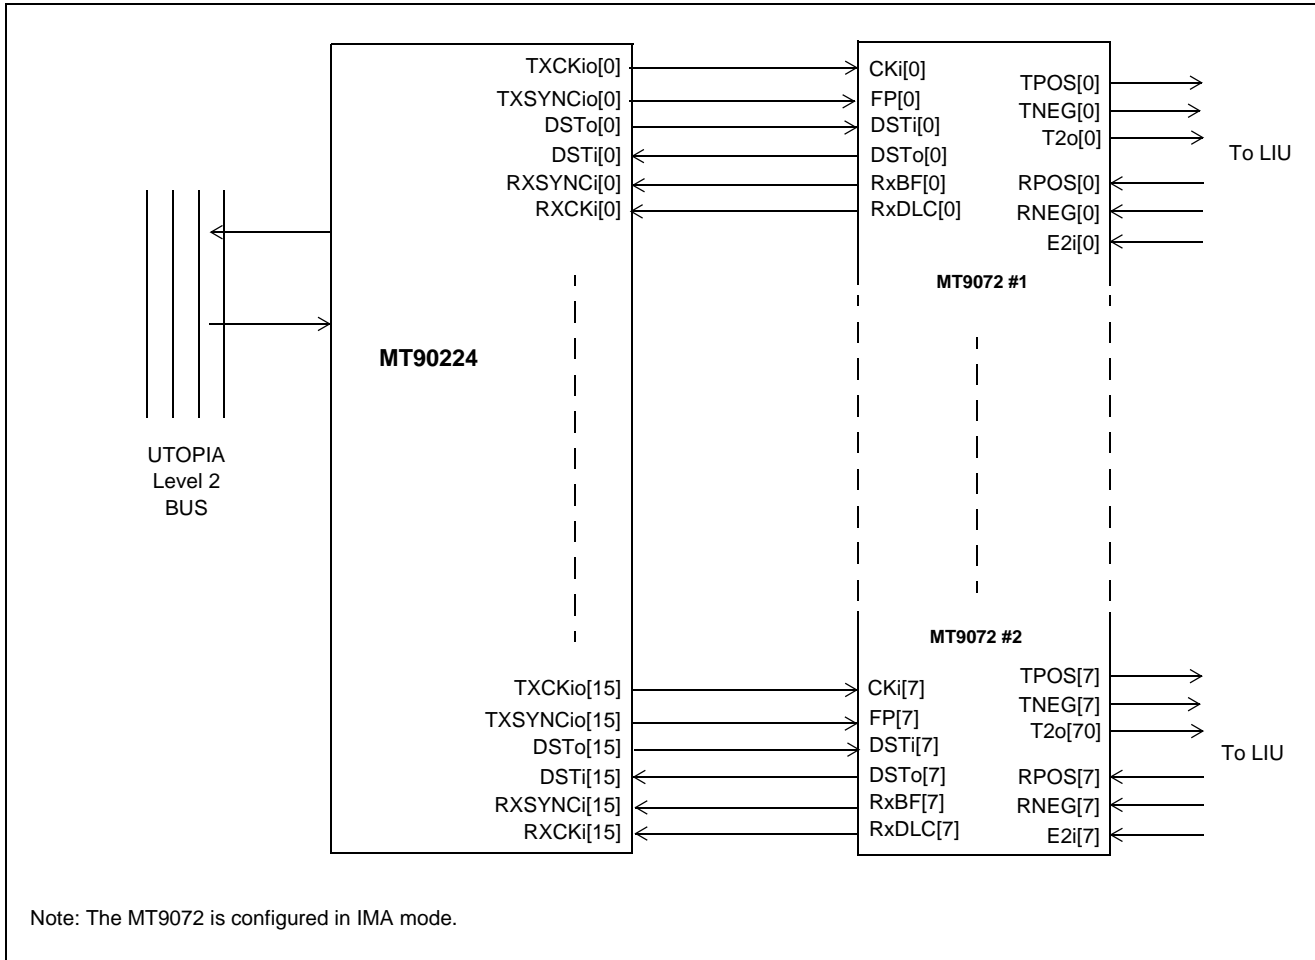 TXCKio[0]
TXSYNCio[0]
DSTo[0]
DSTi[0]
RXSYNCi[0]
RXCKi[0]
CKi[0]
FP[0]
DSTi[0]
DSTo[0]
RxBF[0]
RxDLC[0]
TPOS[0]
TNEG[0]
T2o[0]
RPOS[0]
RNEG[0]
E2i[0]
To LIU
MT9072 #1
MT90224
UTOPIA
Level 2
BUS
MT9072 #2
TXCKio[15]
TXSYNCio[15]
DSTo[15]
DSTi[15]
RXSYNCi[15]
RXCKi[15]
CKi[7]
FP[7]
DSTi[7]
DSTo[7]
RxBF[7]
RxDLC[7]
TPOS[7]
TNEG[7]
T2o[70]
RPOS[7]
RNEG[7]
E2i[7]
To LIU
Note: The MT9072 is configured in IMA mode.